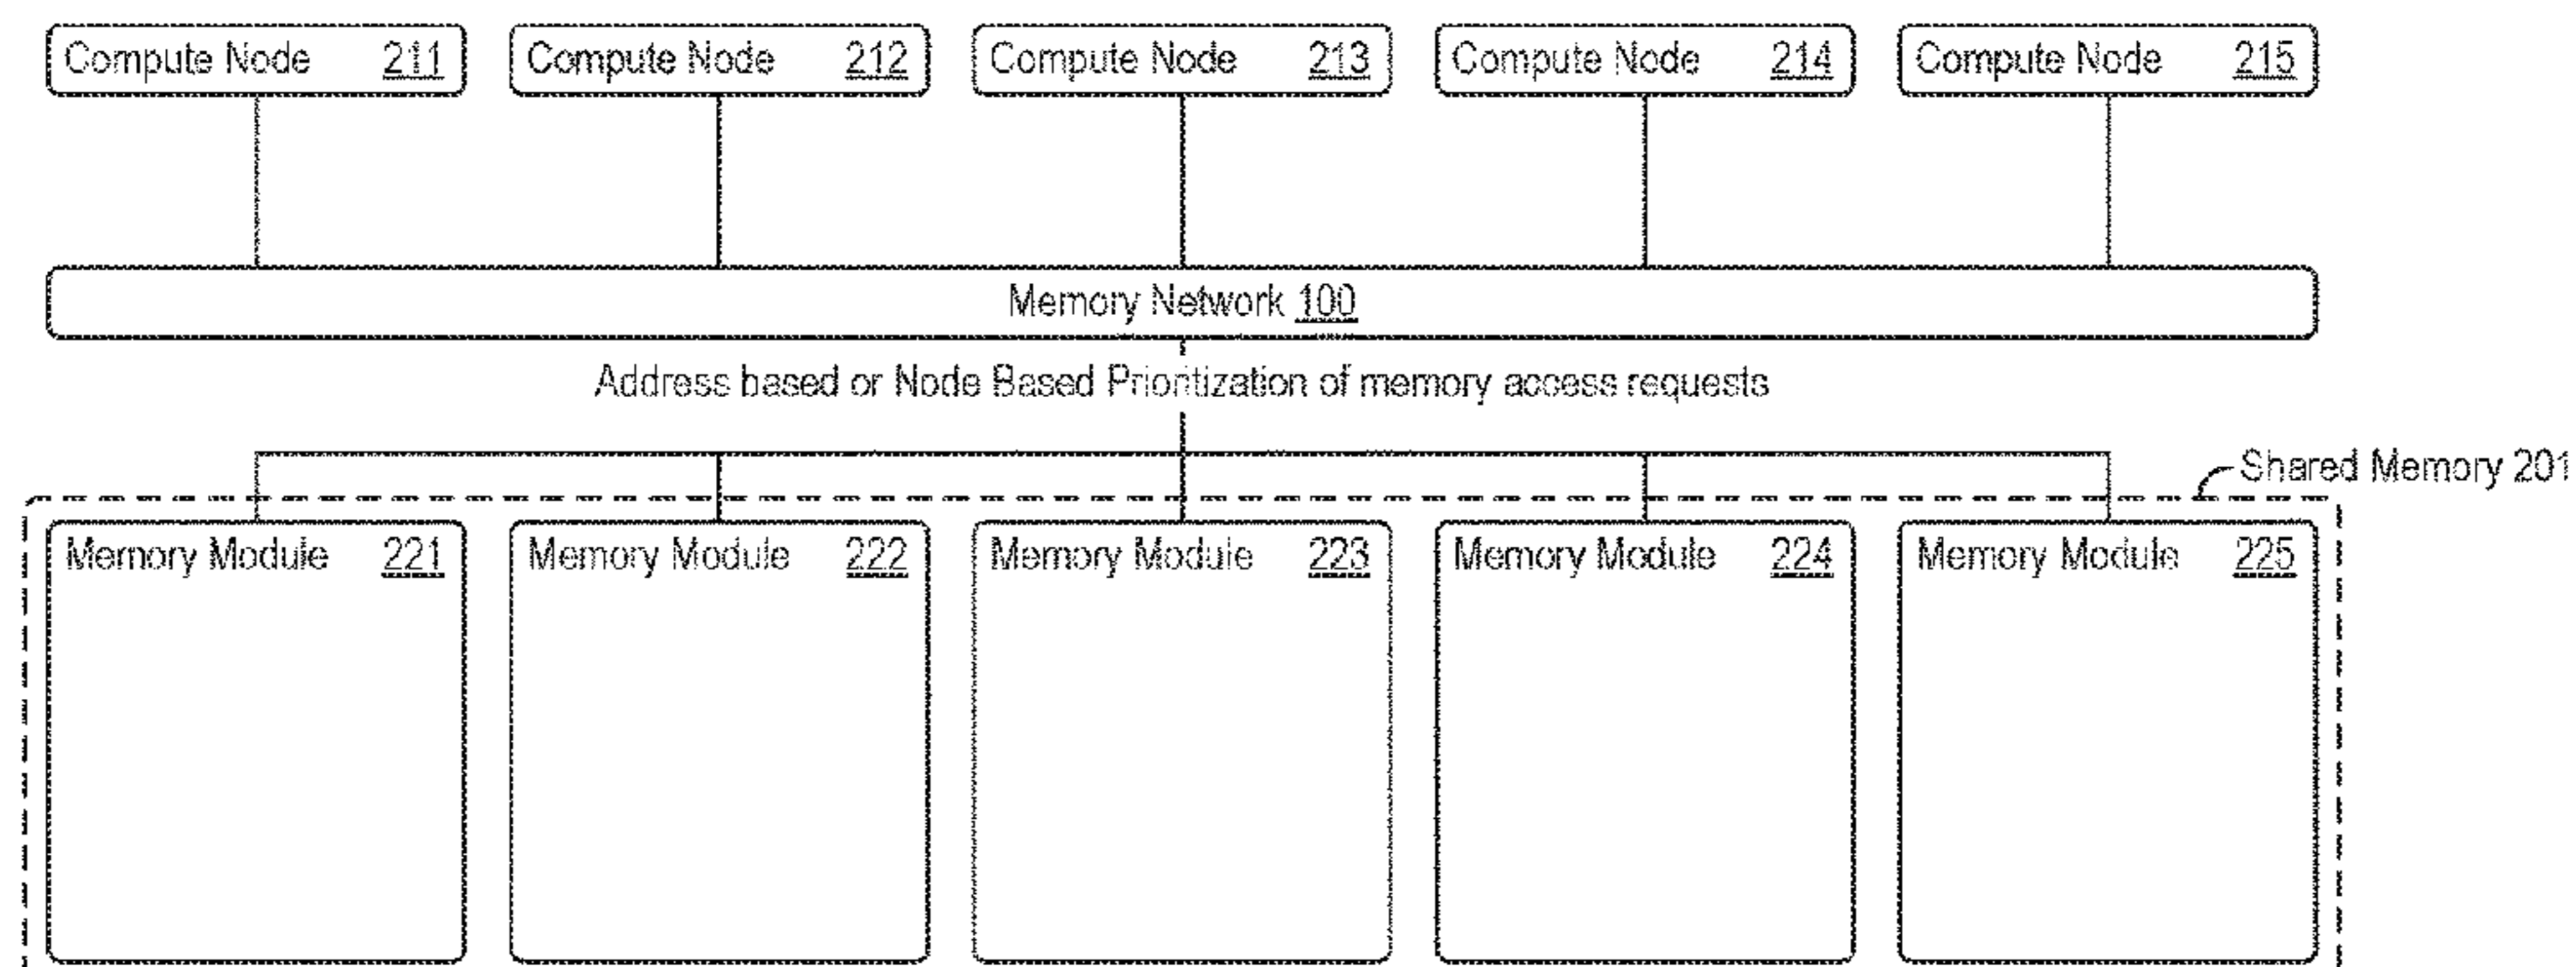 Compute Node 211 Compute Node 212 Compute Node 213 Compute Node 214 Compute Node 215
Memory Network 100
Address based or Node Based Prioritization of memory access requests
Shared Memory 201
Memory Module 221 Memory Module 222 Memory Module 223 Memory Module 224 Memory Module 225